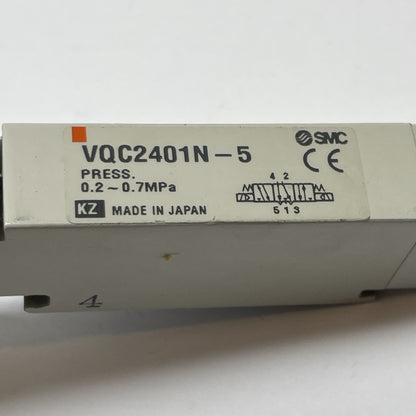 SMC
VQC2401N-5
CE
PRESS.
0.2~0.7MPa
4 2
5 1 3
KZ MADE IN JAPAN
4